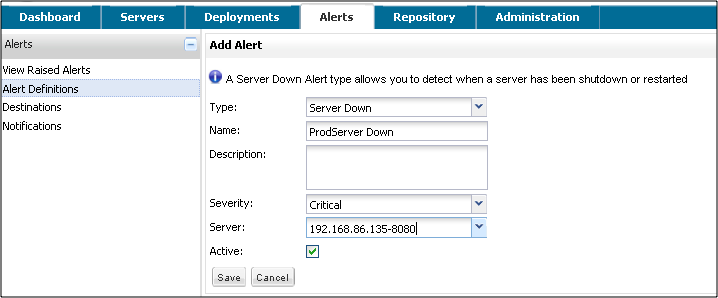 Dashboard Servers Deployments Alerts Repository Administration
Alerts
View Raised Alerts
Alert Definitions
Destinations
Notifications
Add Alert
A Server Down Alert type allows you to detect when a server has been shutdown or restarted
Type: Server Down
Name: ProdServer Down
Description:
Severity: Critical
Server: 192.168.86.135-8080
Active:
Save Cancel